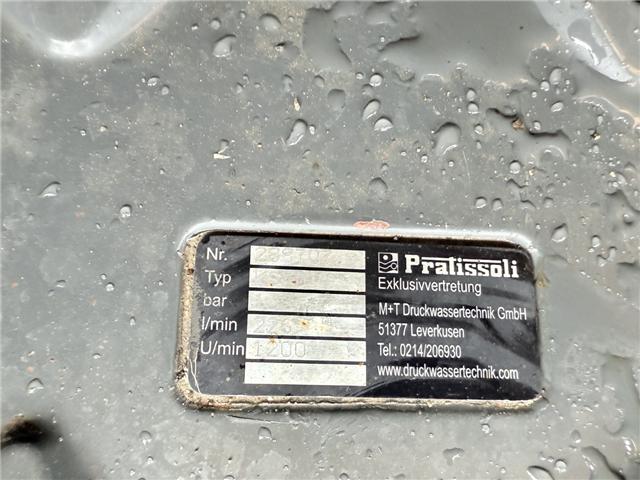 Nr.
Typ
bar
l/min
U/min 1200
Pratissoli
Exklusivvertretung
M+T Druckwassertechnik GmbH
51377 Leverkusen
Tel.: 0214/206930
www.druckwassertechnik.com